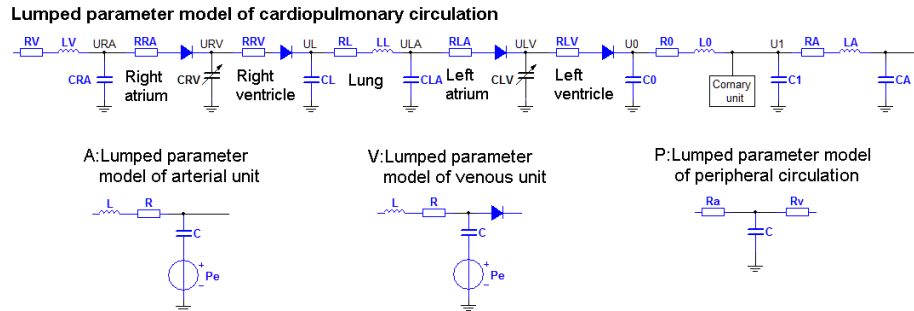 Lumped parameter model of cardiopulmonary circulation
RV LV URA RRA URV RRV UL RL LL ULA RLA ULV RLV U0 R0 L0 U1 RA LA
CRA Right atrium CRV Right ventricle CL Lung CLA Left atrium CLV Left ventricle C0 Cornary unit C1 CA
A:Lumped parameter
model of arterial unit
V:Lumped parameter
model of venous unit
P:Lumped parameter model
of peripheral circulation
L R
C
+
Pe
−
L R
C
+
Pe
−
Ra Rv
C